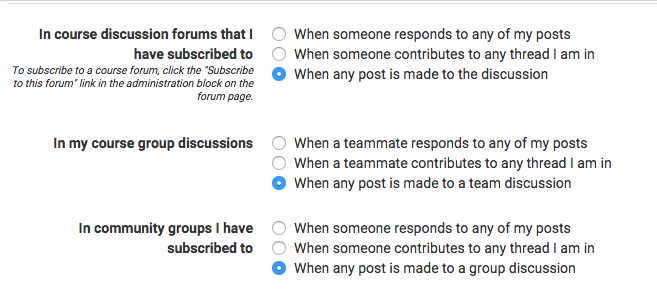 In course discussion forums that I
have subscribed to
To subscribe to a course forum, click the "Subscribe
to this forum" link in the administration block on the
forum page.
When someone responds to any of my posts
When someone contributes to any thread I am in
When any post is made to the discussion
In my course group discussions
When a teammate responds to any of my posts
When a teammate contributes to any thread I am in
When any post is made to a team discussion
In community groups I have
subscribed to
When someone responds to any of my posts
When someone contributes to any thread I am in
When any post is made to a group discussion